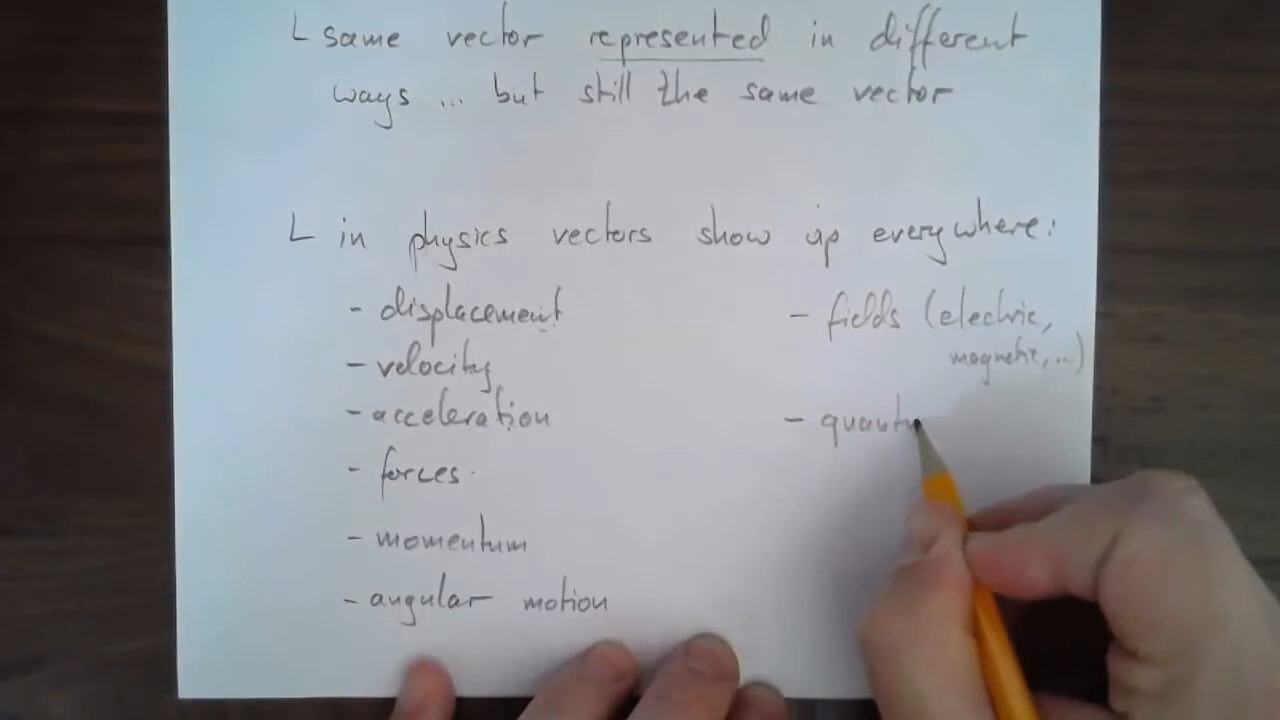 └ same vector represented in different
ways ... but still the same vector
└ in physics vectors show up everywhere:
- displacement
- velocity
- acceleration
- forces
- momentum
- angular motion
- fields (electric,
magnetic, ...)
- quantu